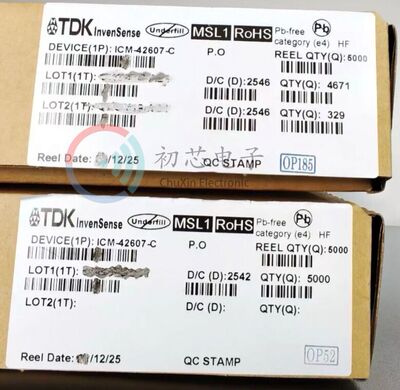 TDK InvenSense Underfill MSL1 RoHS Pb-free category (e4) HF Pb
DEVICE(1P): ICM-42607-C P.O REEL QTY(Q): 5000
LOT1(1T): D/C (D): 2546 QTY(Q): 4671
LOT2(1T): D/C (D): 2546 QTY(Q): 329
Reel Date: /12/25 QC STAMP OP185
初芯电子
ChuXin Electronic
TDK InvenSense Underfill MSL1 RoHS Pb-free category (e4) HF Pb
DEVICE(1P): ICM-42607-C P.O REEL QTY(Q): 5000
LOT1(1T): D/C (D): 2542 QTY(Q): 5000
LOT2(1T): D/C (D): QTY(Q):
Reel Date: /12/25 QC STAMP OP52